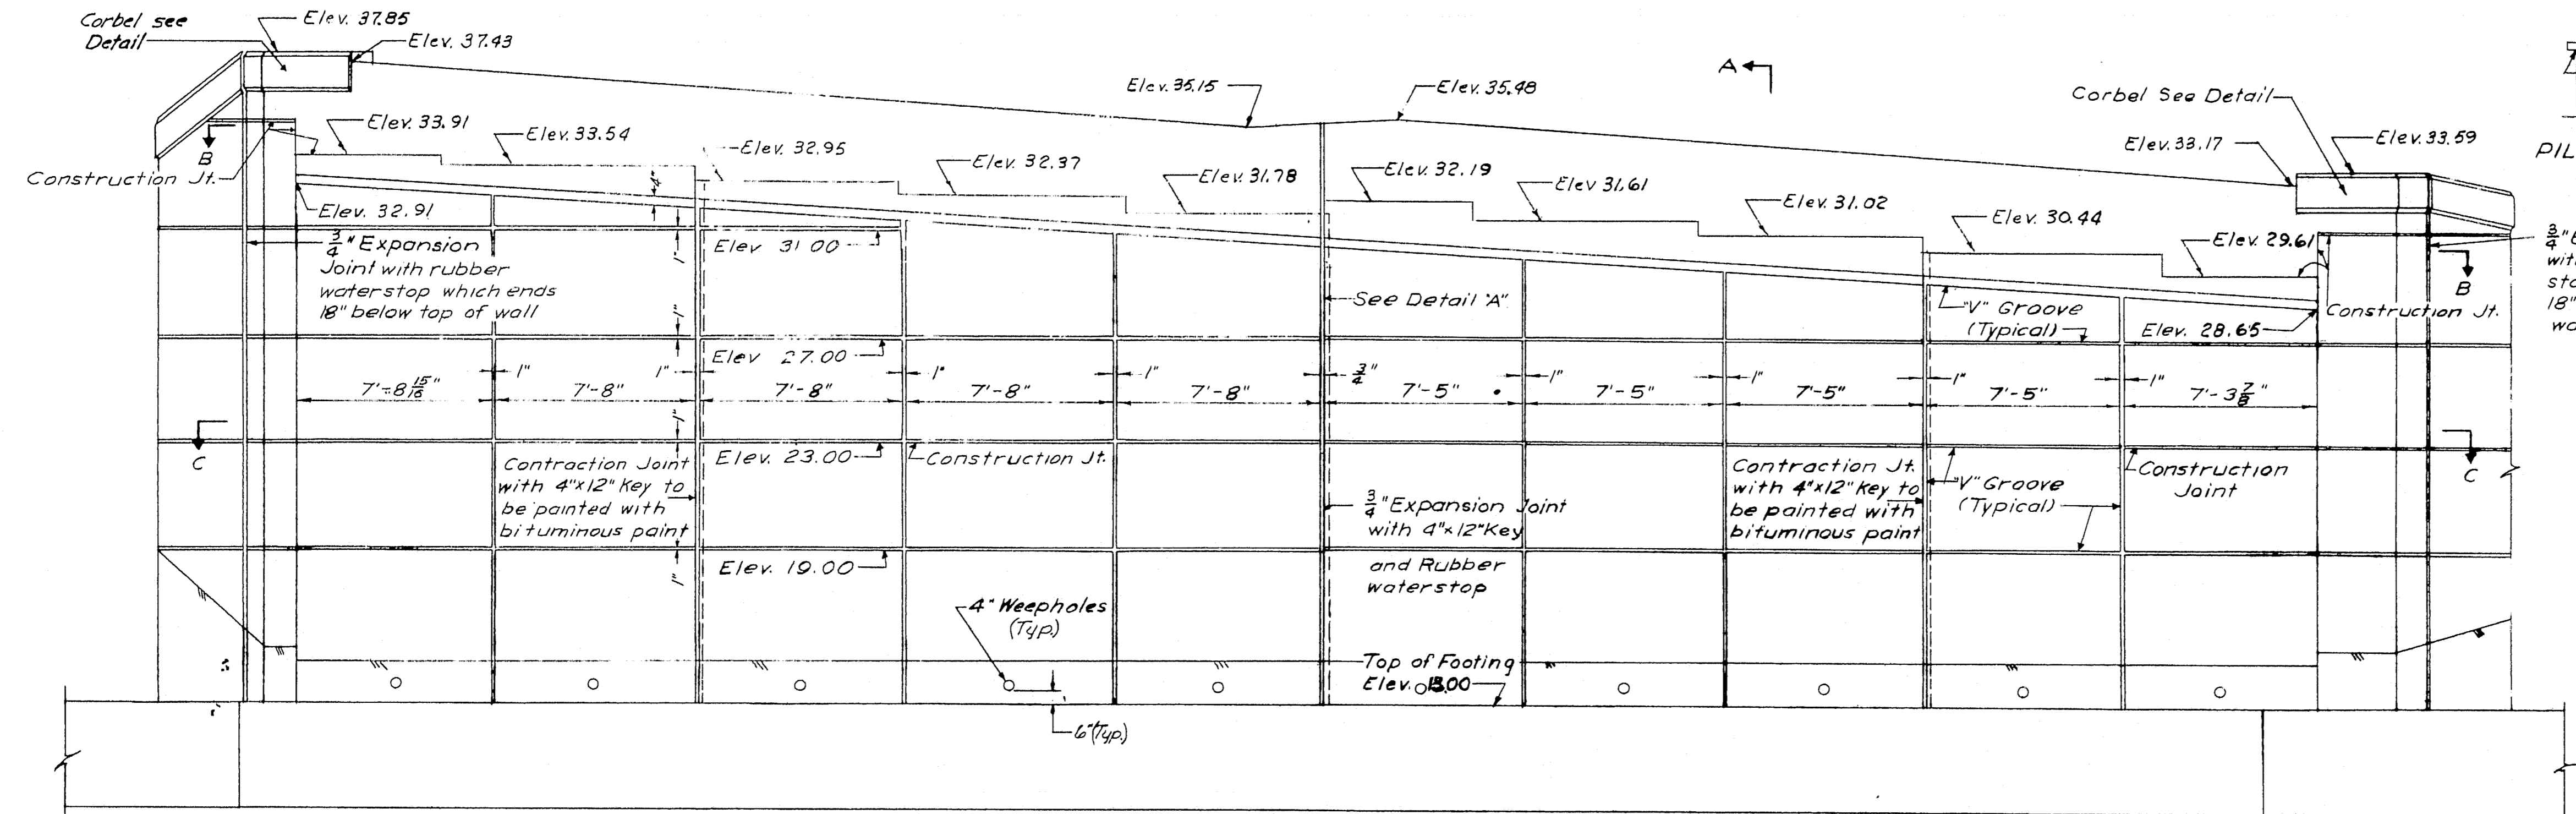 Corbel see
Detail
Elev. 37.85
Elev. 37.43
Elev. 35.15
Elev. 35.48
A
Corbel See Detail
Elev. 33.17
Elev. 33.59
PIL
B
Construction Jt.
Elev. 33.91
Elev. 33.54
Elev. 32.95
Elev. 32.37
Elev. 31.78
Elev. 32.19
Elev 31.61
Elev. 31.02
Elev. 30.44
Elev. 29.61
B
Construction Jt.
4"
Elev. 32.91
3/4" Expansion
Joint with rubber
waterstop which ends
18" below top of wall
Elev 31.00
1"
1"
Elev 27.00
See Detail "A"
"V" Groove
(Typical)
Elev. 28.65
3/4"
with
18"
7'-8 15/16"
1"
7'-8"
1"
7'-8"
1"
7'-8"
1"
7'-8"
3/4"
7'-5"
1"
7'-5"
1"
7'-5"
1"
7'-5"
1"
7'-3 7/8"
1"
C
Contraction Joint
with 4"x12" Key to
be painted with
bituminous paint
Elev. 23.00
Construction Jt.
3/4" Expansion Joint
with 4"x12" Key
and Rubber
waterstop
Contraction Jt.
with 4"x12" Key to
be painted with
bituminous paint
"V" Groove
(Typical)
Construction
Joint
C
Elev. 19.00
1"
4" Weepholes
(Typ.)
Top of Footing
Elev. 13.00
6"(Typ.)